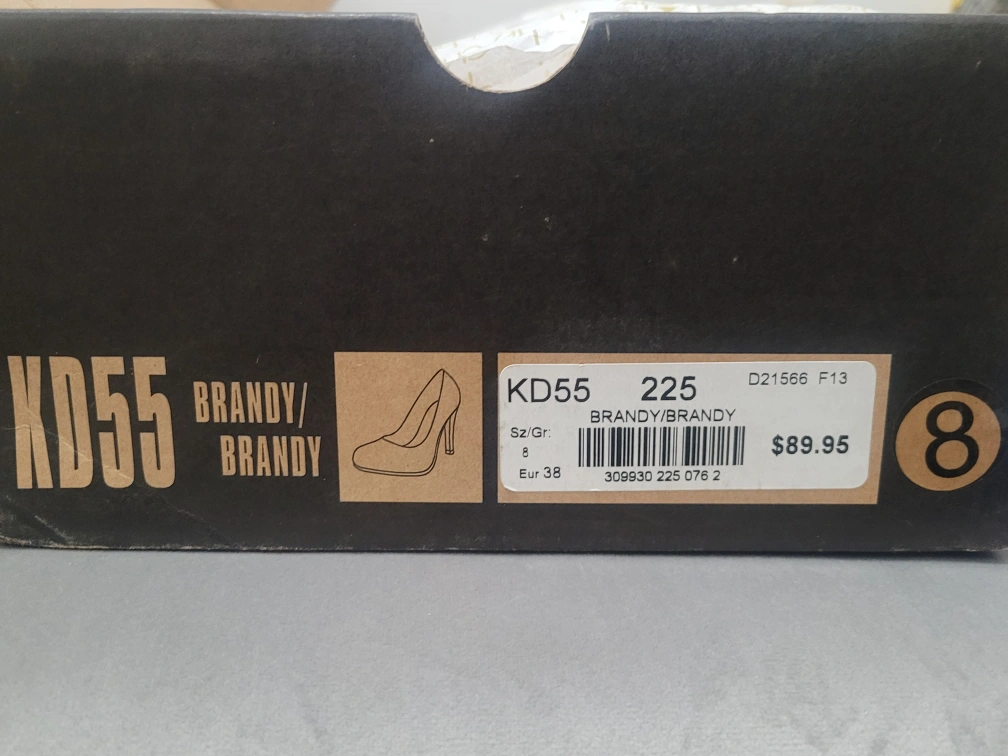 KD55
BRANDY/
BRANDY
KD55 225 D21566 F13
BRANDY/BRANDY
Sz/Gr:
8
$89.95
Eur 38
309930 225 076 2
8